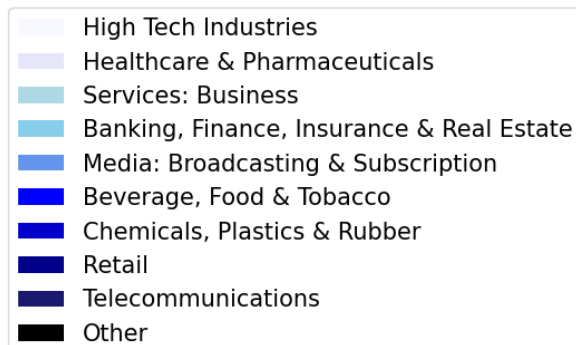 High Tech Industries
Healthcare & Pharmaceuticals
Services: Business
Banking, Finance, Insurance & Real Estate
Media: Broadcasting & Subscription
Beverage, Food & Tobacco
Chemicals, Plastics & Rubber
Retail
Telecommunications
Other